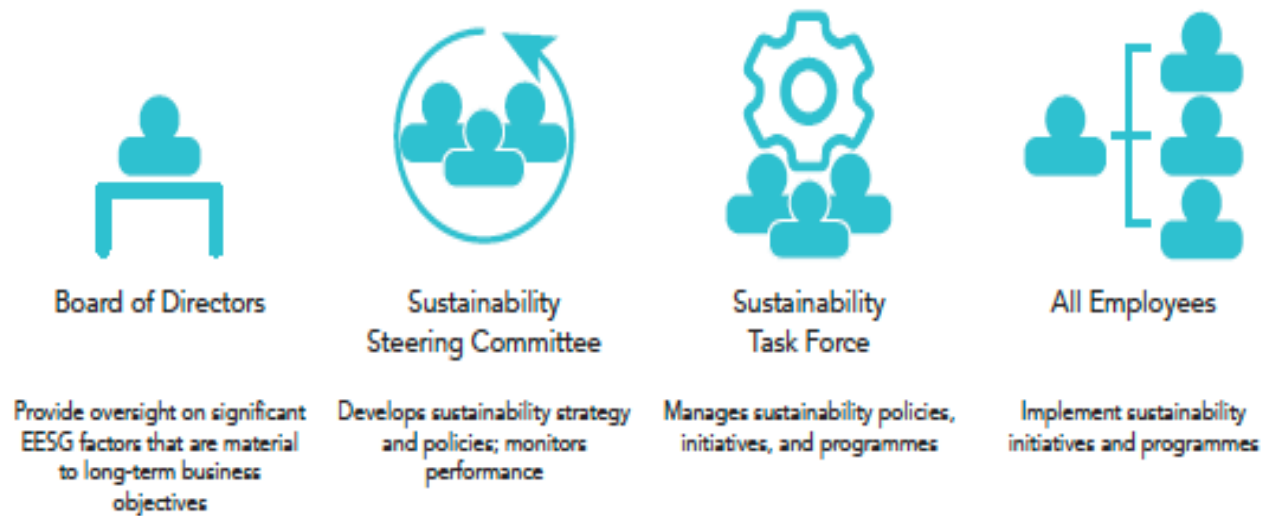 Board of Directors
Provide oversight on significant
EESG factors that are material
to long-term business
objectives
Sustainability
Steering Committee
Develops sustainability strategy
and policies; monitors
performance
Sustainability
Task Force
Manages sustainability policies,
initiatives, and programmes
All Employees
Implement sustainability
initiatives and programmes